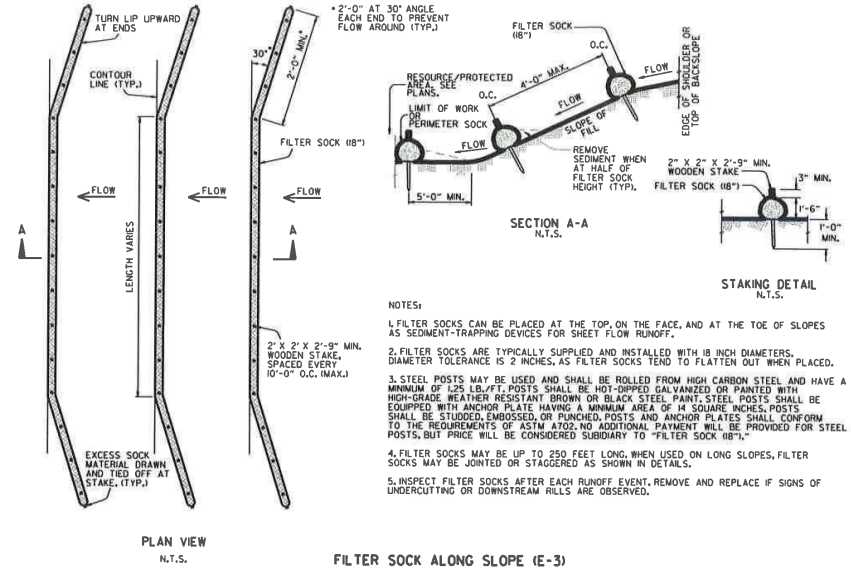 TURN LIP UPWARD
AT ENDS
CONTOUR
LINE (TYP.)
30°*
2'-0" MIN.*
* 2'-0" AT 30° ANGLE
EACH END TO PREVENT
FLOW AROUND (TYP.)
FILTER SOCK (18")
FLOW
FLOW
FLOW
A
A
LENGTH VARIES
2' X 2' X 2'-9" MIN.
WOODEN STAKE,
SPACED EVERY
10'-0" O.C. (MAX.)
EXCESS SOCK
MATERIAL DRAWN
AND TIED OFF AT
STAKE. (TYP.)
PLAN VIEW
N.T.S.
FILTER SOCK
(18")
O.C.
4'-0" MAX.
O.C.
FLOW
FLOW
FLOW
EDGE OF SHOULDER OR
TOP OF BACKSLOPE
RESOURCE/PROTECTED
AREA. SEE
PLANS.
LIMIT OF WORK
OR
PERIMETER SOCK
SLOPE OF
FILL
REMOVE
SEDIMENT WHEN
AT HALF OF
FILTER SOCK
HEIGHT (TYP).
5'-0" MIN.
SECTION A-A
N.T.S.
2" X 2" X 2'-9" MIN.
WOODEN STAKE
FILTER SOCK (18")
3" MIN.
1'-6"
1'-0"
MIN.
STAKING DETAIL
N.T.S.
NOTES:
1. FILTER SOCKS CAN BE PLACED AT THE TOP, ON THE FACE, AND AT THE TOE OF SLOPES
AS SEDIMENT-TRAPPING DEVICES FOR SHEET FLOW RUNOFF.
2. FILTER SOCKS ARE TYPICALLY SUPPLIED AND INSTALLED WITH 18 INCH DIAMETERS.
DIAMETER TOLERANCE IS 2 INCHES, AS FILTER SOCKS TEND TO FLATTEN OUT WHEN PLACED.
3. STEEL POSTS MAY BE USED AND SHALL BE ROLLED FROM HIGH CARBON STEEL AND HAVE A
MINIMUM OF 1.25 LB./FT. POSTS SHALL BE HOT-DIPPED GALVANIZED OR PAINTED WITH
HIGH-GRADE WEATHER RESISTANT BROWN OR BLACK STEEL PAINT. STEEL POSTS SHALL BE
EQUIPPED WITH ANCHOR PLATE HAVING A MINIMUM AREA OF 14 SQUARE INCHES. POSTS
SHALL BE STUDDED, EMBOSSED, OR PUNCHED. POSTS AND ANCHOR PLATES SHALL CONFORM
TO THE REQUIREMENTS OF ASTM A702. NO ADDITIONAL PAYMENT WILL BE PROVIDED FOR STEEL
POSTS, BUT PRICE WILL BE CONSIDERED SUBIDIARY TO "FILTER SOCK (18")."
4. FILTER SOCKS MAY BE UP TO 250 FEET LONG. WHEN USED ON LONG SLOPES, FILTER
SOCKS MAY BE JOINTED OR STAGGERED AS SHOWN IN DETAILS.
5. INSPECT FILTER SOCKS AFTER EACH RUNOFF EVENT. REMOVE AND REPLACE IF SIGNS OF
UNDERCUTTING OR DOWNSTREAM RILLS ARE OBSERVED.
FILTER SOCK ALONG SLOPE (E-3)